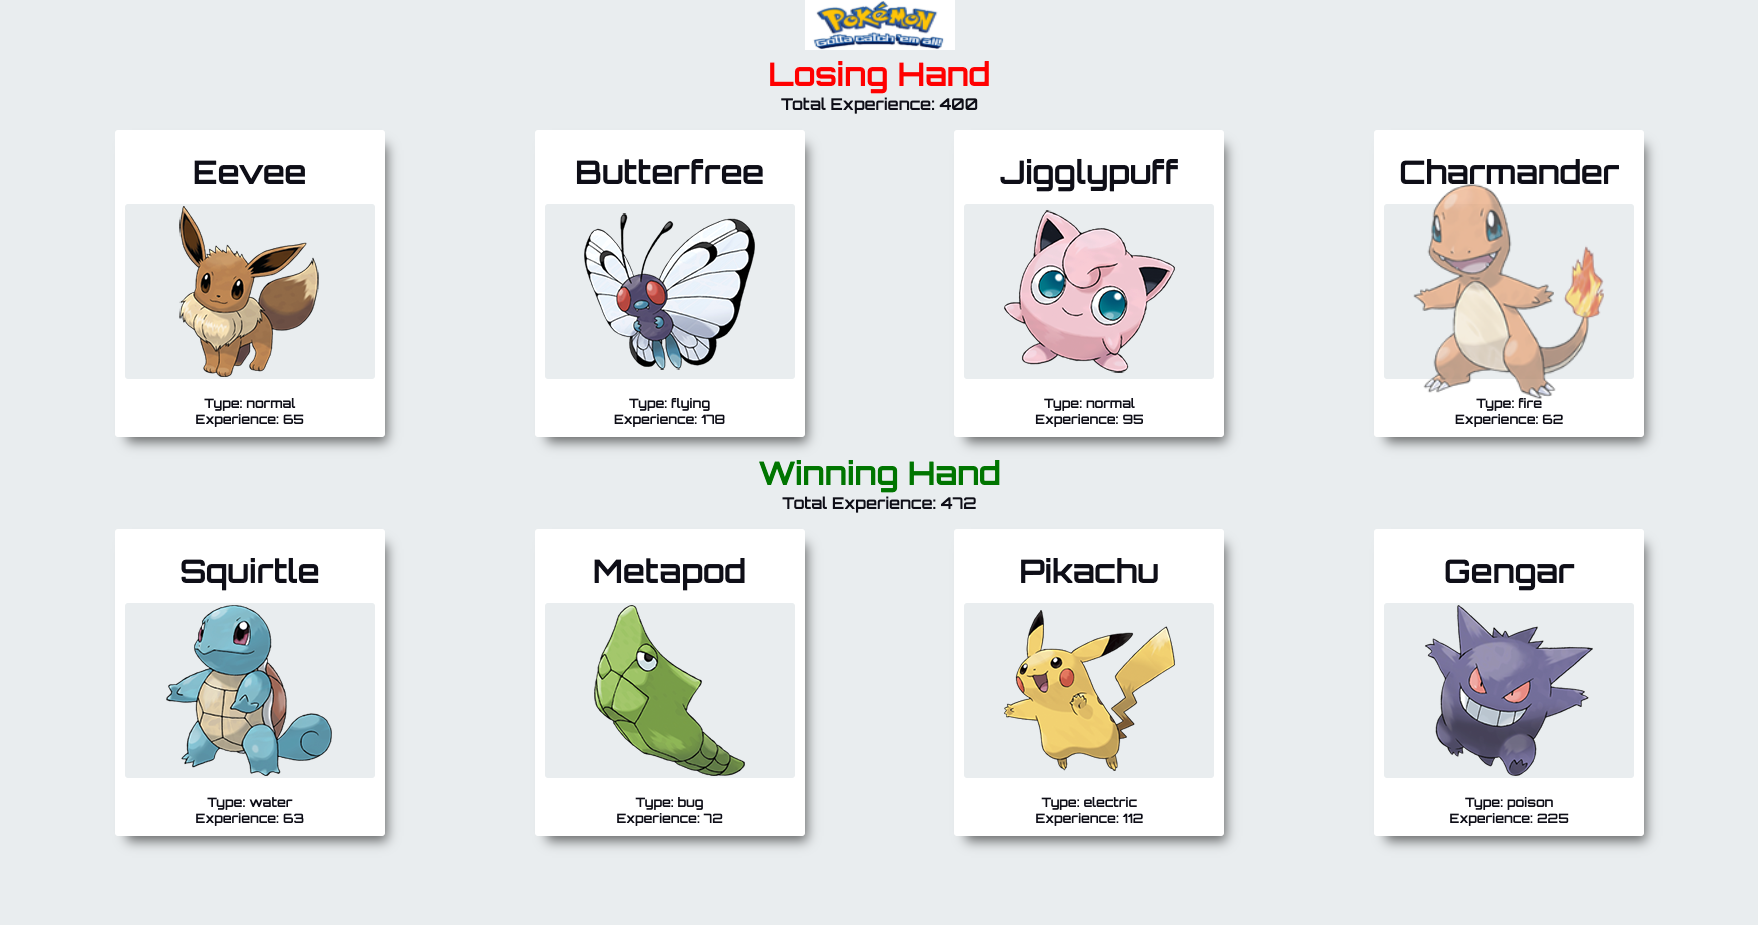 Pokémon
Gotta catch 'em all!
Losing Hand
Total Experience: 400
Eevee
Type: normal
Experience: 65
Butterfree
Type: flying
Experience: 178
Jigglypuff
Type: normal
Experience: 95
Charmander
Type: fire
Experience: 62
Winning Hand
Total Experience: 472
Squirtle
Type: water
Experience: 63
Metapod
Type: bug
Experience: 72
Pikachu
Type: electric
Experience: 112
Gengar
Type: poison
Experience: 225